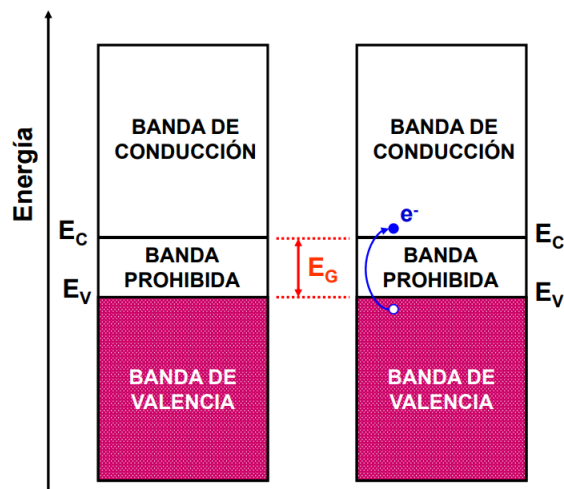 Energía
BANDA DE
CONDUCCIÓN
E_C
BANDA
PROHIBIDA
E_V
BANDA DE
VALENCIA
E_G
BANDA DE
CONDUCCIÓN
e⁻
E_C
BANDA
PROHIBIDA
E_V
BANDA DE
VALENCIA